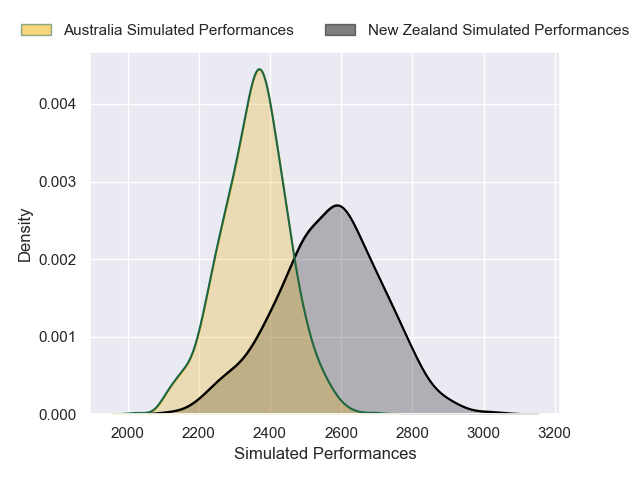 Australia Simulated Performances New Zealand Simulated Performances
0.004
0.003
Density
0.002
0.001
0.000
2000 2200 2400 2600 2800 3000 3200
Simulated Performances